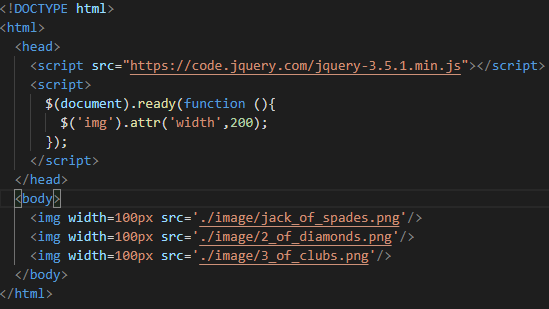 <!DOCTYPE html>
<html>
<head>
<script src="https://code.jquery.com/jquery-3.5.1.min.js"></script>
<script>
$(document).ready(function (){
$('img').attr('width',200);
});
</script>
</head>
<body>
<img width=100px src='./image/jack_of_spades.png'/>
<img width=100px src='./image/2_of_diamonds.png'/>
<img width=100px src='./image/3_of_clubs.png'/>
</body>
</html>